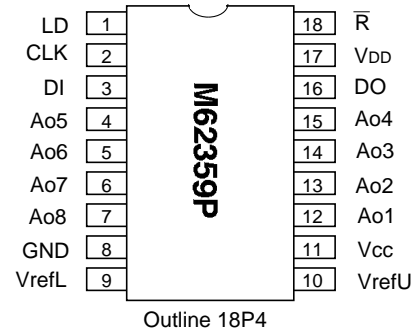 LD 1 18 R̅
CLK 2 17 VDD
DI 3 16 DO
Ao5 4 15 Ao4
Ao6 5 14 Ao3
Ao7 6 13 Ao2
Ao8 7 12 Ao1
GND 8 11 Vcc
VrefL 9 10 VrefU
M62359P
Outline 18P4